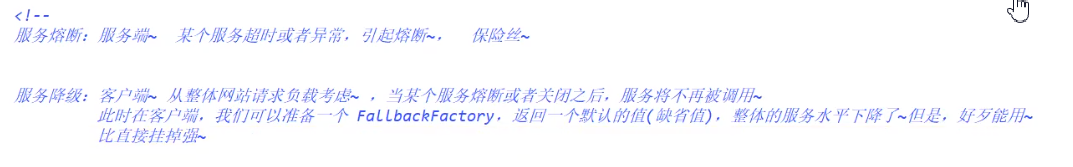 <!--
服务熔断：服务端~  某个服务超时或者异常，引起熔断~，  保险丝~
服务降级：客户端~ 从整体网站请求负载考虑~ ，当某个服务熔断或者关闭之后，服务将不再被调用~
此时在客户端，我们可以准备一个 FallbackFactory，返回一个默认的值(缺省值)，整体的服务水平下降了~但是，好歹能用~
比直接挂掉强~